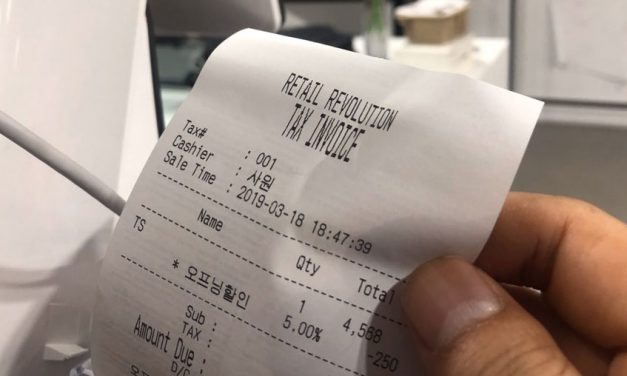 RETAIL REVOLUTION
TAX INVOICE
Tax# : 001
Cashier : 사원
Sale Time : 2019-03-18 18:47:39
Name Qty Total
TS 1 4,568
* 오프닝할인 5.00% -250
Sub :
TAX :
Amount Due :